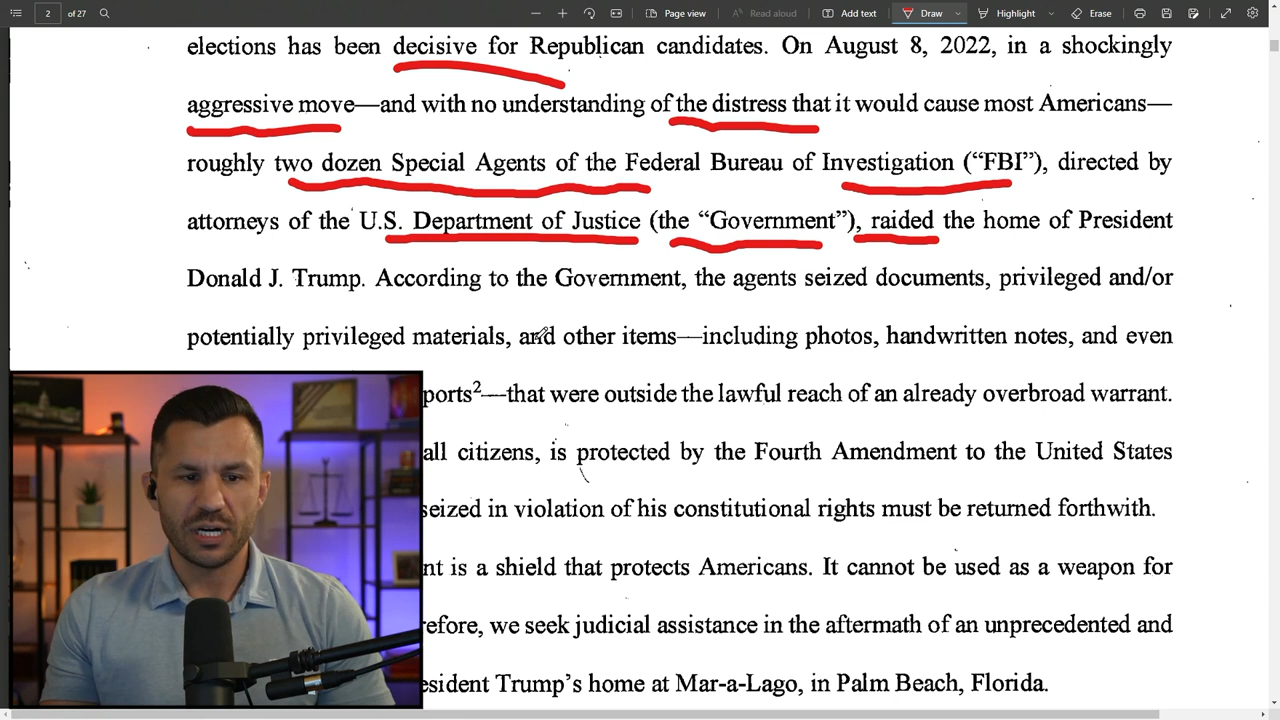 2 of 27 Page view Read aloud Add text Draw Highlight Erase
elections has been decisive for Republican candidates. On August 8, 2022, in a shockingly
aggressive move—and with no understanding of the distress that it would cause most Americans—
roughly two dozen Special Agents of the Federal Bureau of Investigation (“FBI”), directed by
attorneys of the U.S. Department of Justice (the “Government”), raided the home of President
Donald J. Trump. According to the Government, the agents seized documents, privileged and/or
potentially privileged materials, and other items—including photos, handwritten notes, and even
ports2—that were outside the lawful reach of an already overbroad warrant.
all citizens, is protected by the Fourth Amendment to the United States
seized in violation of his constitutional rights must be returned forthwith.
nt is a shield that protects Americans. It cannot be used as a weapon for
refore, we seek judicial assistance in the aftermath of an unprecedented and
esident Trump’s home at Mar-a-Lago, in Palm Beach, Florida.